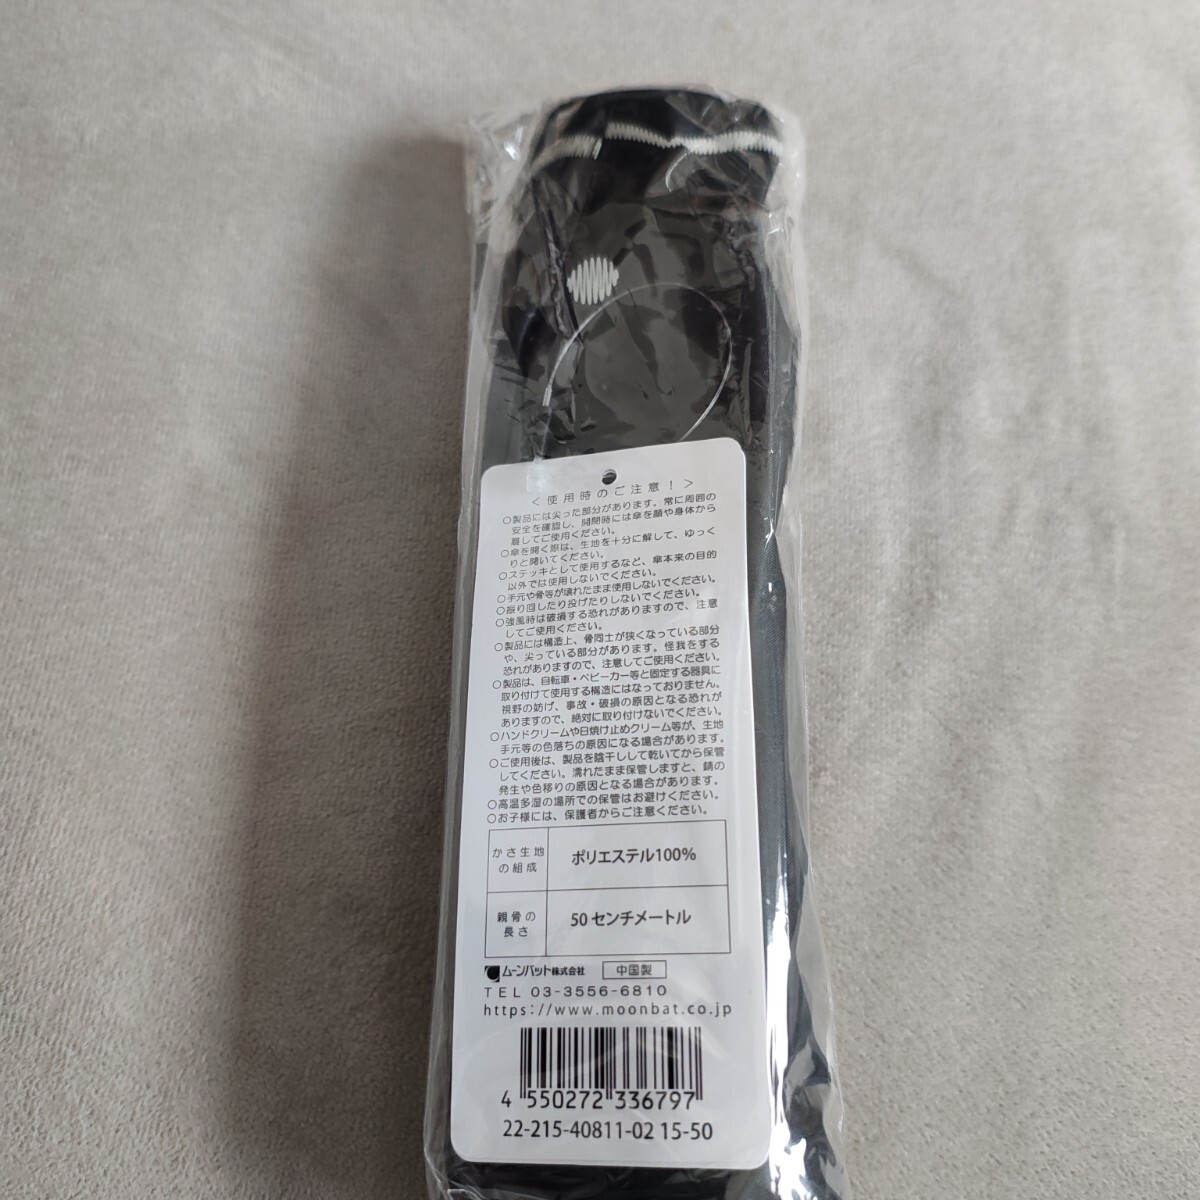 ＜使用時のご注意！＞
○製品には尖った部分があります。常に周囲の
安全を確認し、開閉時には傘を顔や身体から
離してご使用ください。
○傘を開く際は、生地を十分に解して、ゆっく
りと開いてください。
○ステッキとして使用するなど、傘本来の目的
以外では使用しないでください。
○手元や骨等が壊れたまま使用しないでください。
○振り回したり投げたりしないでください。
○強風時は破損する恐れがありますので、注意
してご使用ください。
○製品には構造上、骨同士が狭くなっている部分
や、尖っている部分があります。怪我をする
恐れがありますので、注意してご使用ください。
○製品は、自転車・ベビーカー等と固定する器具に
取り付けて使用する構造にはなっておりません。
視野の妨げ、事故・破損の原因となる恐れが
ありますので、絶対に取り付けないでください。
○ハンドクリームや日焼け止めクリーム等が、生地
手元等の色落ちの原因になる場合があります。
○ご使用後は、製品を陰干しして乾いてから保管
してください。濡れたまま保管しますと、錆の
発生や色移りの原因となる場合があります。
○高温多湿の場所での保管はお避けください。
○お子様には、保護者からご注意ください。
かさ生地
の組成
ポリエステル100%
親骨の
長さ
50 センチメートル
ムーンバット株式会社 中国製
TEL 03-3556-6810
https://www.moonbat.co.jp
4 550272 336797
22-215-40811-02 15-50